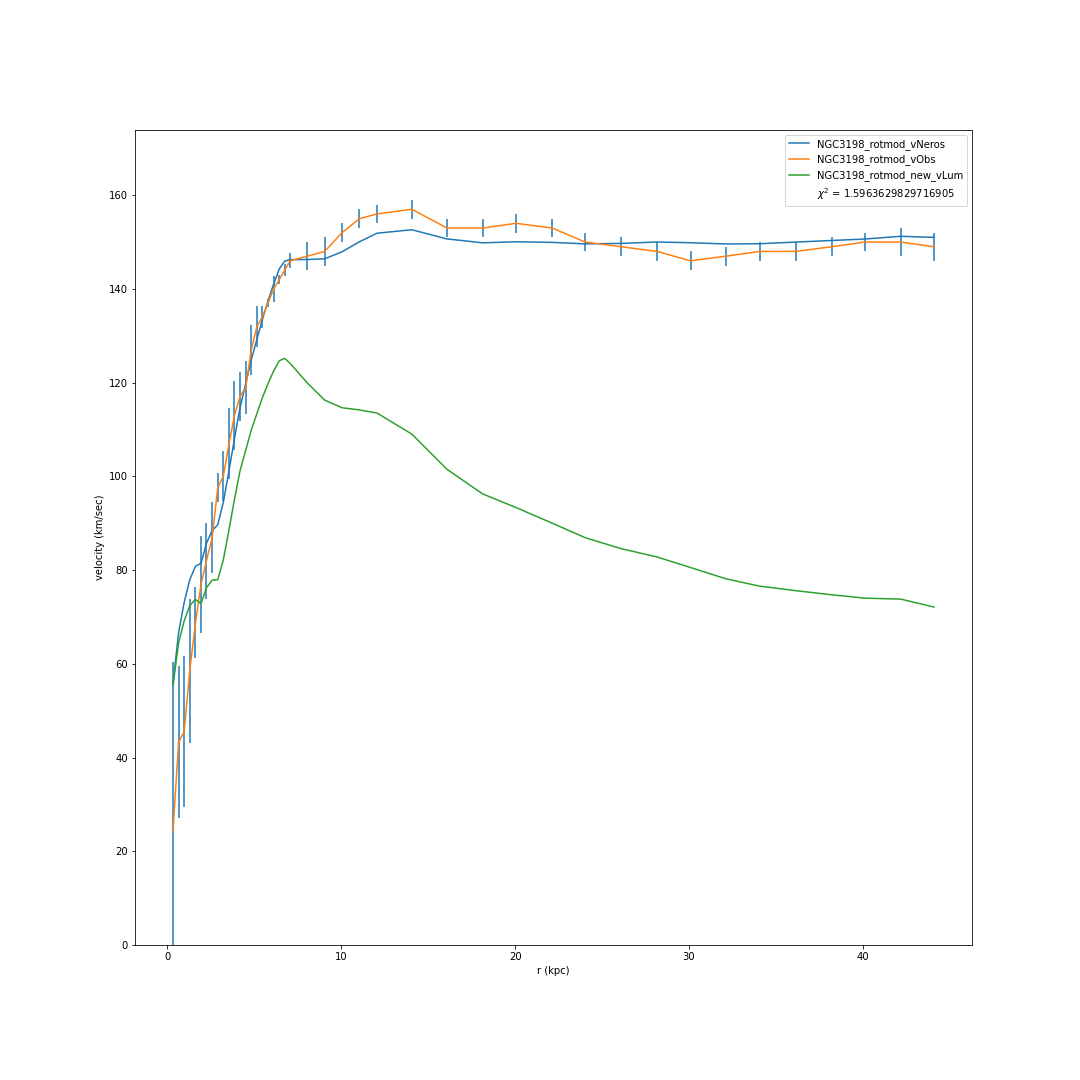 NGC3198_rotmod_vNeros
NGC3198_rotmod_vObs
NGC3198_rotmod_new_vLum
χ² = 1.5963629829716905
160
140
120
100
80
60
40
20
0
velocity (km/sec)
0 10 20 30 40
r (kpc)